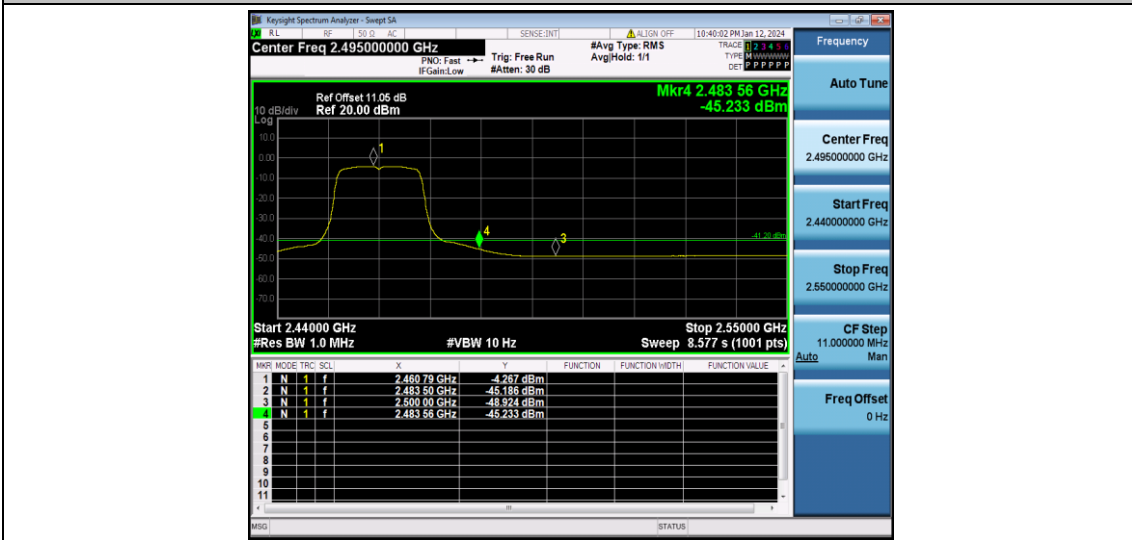 Keysight Spectrum Analyzer - Swept SA
RL RF 50 Ω AC SENSE:INT ALIGN OFF 10:40:02 PM Jan 12, 2024
Center Freq 2.495000000 GHz
PNO: Fast Trig: Free Run
IFGain:Low #Atten: 30 dB
#Avg Type: RMS
Avg|Hold: 1/1
TRACE 1 2 3 4 5 6
TYPE M WWWWW
DET P P P P P P
Ref Offset 11.05 dB
10 dB/div Ref 20.00 dBm
Log
Mkr4 2.483 56 GHz
-45.233 dBm
10.0
0.00
-10.0
-20.0
-30.0
-40.0
-50.0
-60.0
-70.0
1
4
3
-41.20 dBm
Start 2.44000 GHz Stop 2.55000 GHz
#Res BW 1.0 MHz #VBW 10 Hz Sweep 8.577 s (1001 pts)
MKR MODE TRC SCL X Y FUNCTION FUNCTION WIDTH FUNCTION VALUE
1 N 1 f 2.460 79 GHz -4.267 dBm
2 N 1 f 2.483 50 GHz -45.186 dBm
3 N 1 f 2.500 00 GHz -48.924 dBm
4 N 1 f 2.483 56 GHz -45.233 dBm
5
6
7
8
9
10
11
MSG STATUS
Frequency
Auto Tune
Center Freq
2.495000000 GHz
Start Freq
2.440000000 GHz
Stop Freq
2.550000000 GHz
CF Step
11.000000 MHz
Auto Man
Freq Offset
0 Hz